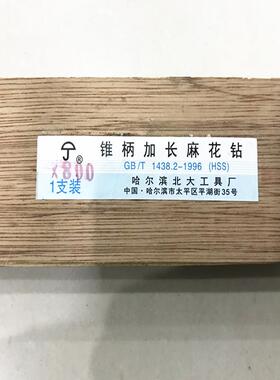 锥柄加长麻花钻
GB/T 1438.2-1996 (HSS)
哈尔滨北大工具厂
中国·哈尔滨市太平区平湖街35号
®
X800
1支装